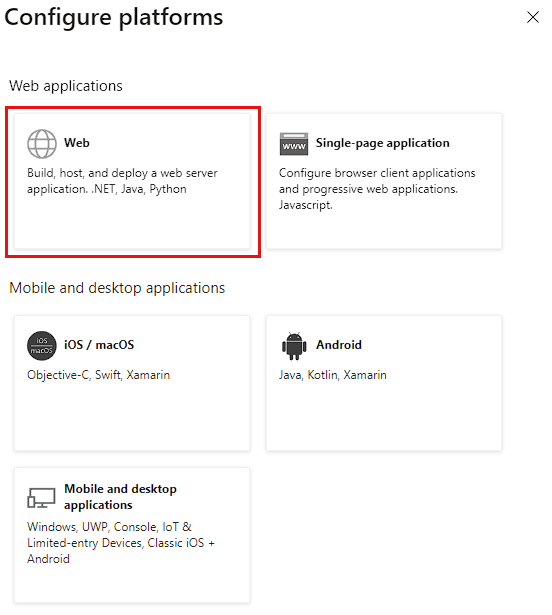 Configure platforms
Web applications
Web
Build, host, and deploy a web server
application. .NET, Java, Python
www
Single-page application
Configure browser client applications
and progressive web applications.
Javascript.
Mobile and desktop applications
iOS
macOS
iOS / macOS
Objective-C, Swift, Xamarin
Android
Java, Kotlin, Xamarin
Mobile and desktop
applications
Windows, UWP, Console, IoT &
Limited-entry Devices, Classic iOS +
Android